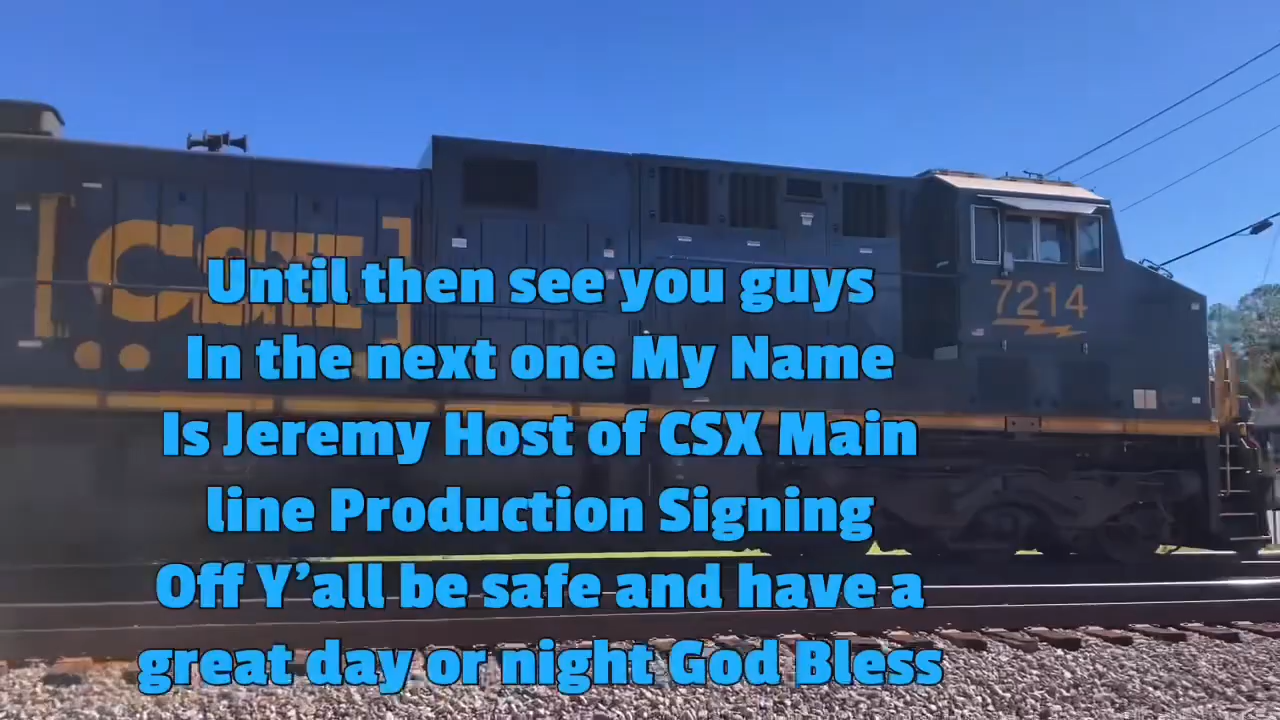 CSX
7214
Until then see you guys
In the next one My Name
Is Jeremy Host of CSX Main
line Production Signing
Off Y'all be safe and have a
great day or night God Bless